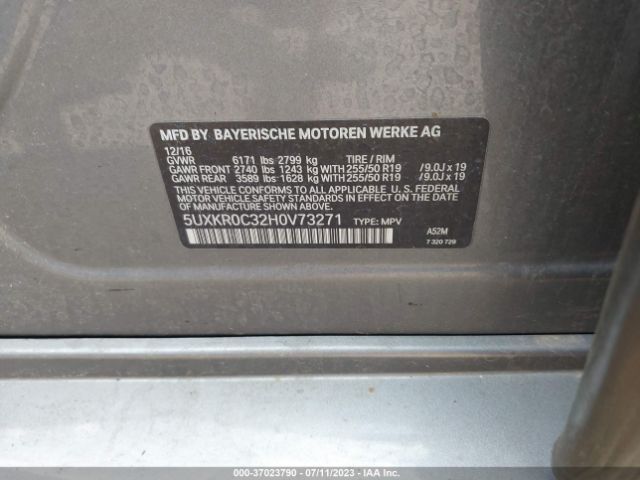 MFD BY BAYERISCHE MOTOREN WERKE AG
12/16
GVWR 6171 lbs 2799 kg TIRE / RIM
GAWR FRONT 2740 lbs 1243 kg WITH 255/50 R19 /9.0J x 19
GAWR REAR 3589 lbs 1628 kg WITH 255/50 R19 /9.0J x 19
THIS VEHICLE CONFORMS TO ALL APPLICABLE U. S. FEDERAL
MOTOR VEHICLE SAFETY STANDARDS IN EFFECT ON THE
DATE OF MANUFACTURE SHOWN ABOVE.
5UXKR0C32H0V73271 TYPE: MPV
A52M
7 320 729
000-37023790 - 07/11/2023 - IAA Inc.